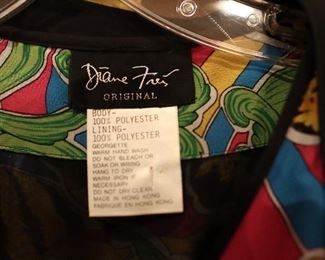 Diane Freis
ORIGINAL
BODY-
100% POLYESTER
LINING-
100% POLYESTER
GEORGETTE
WARM HAND WASH
DO NOT BLEACH OR
SOAK OR WRING
HANG TO DRY
WARM IRON IF
NECESSARY
DO NOT DRY CLEAN
MADE IN HONG KONG
FABRIQUE EN HONG KONG